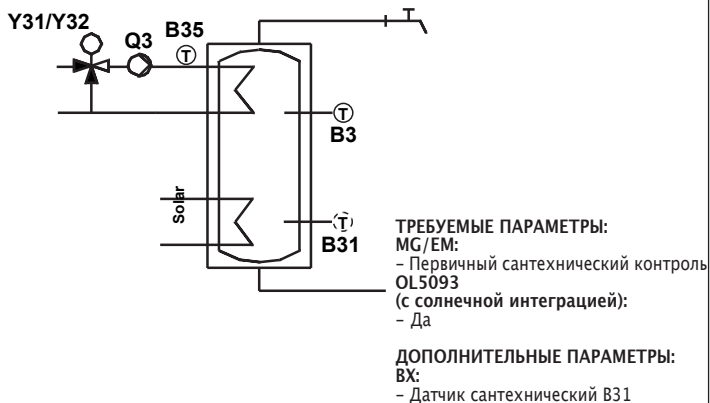 Y31/Y32
Q3
B35
T
T
B3
Solar
T
B31
ТРЕБУЕМЫЕ ПАРАМЕТРЫ:
MG/EM:
– Первичный сантехнический контроль
OL5093
(с солнечной интеграцией):
– Да
ДОПОЛНИТЕЛЬНЫЕ ПАРАМЕТРЫ:
BX:
– Датчик сантехнический B31